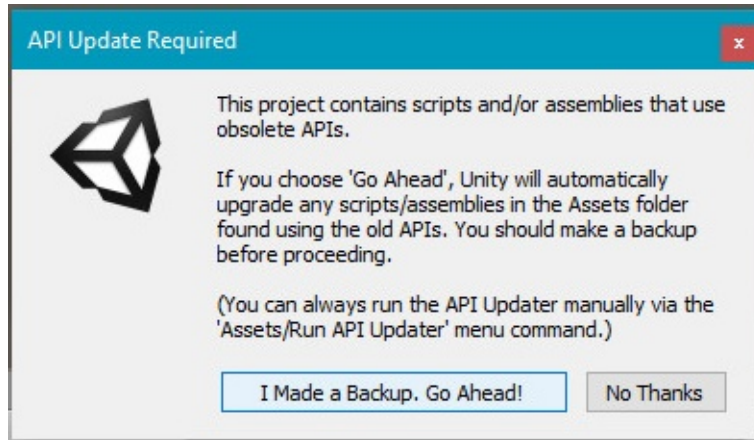 API Update Required
x
This project contains scripts and/or assemblies that use
obsolete APIs.
If you choose 'Go Ahead', Unity will automatically
upgrade any scripts/assemblies in the Assets folder
found using the old APIs. You should make a backup
before proceeding.
(You can always run the API Updater manually via the
'Assets/Run API Updater' menu command.)
I Made a Backup. Go Ahead!
No Thanks